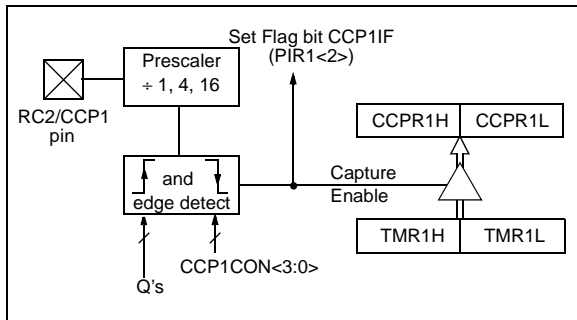 Set Flag bit CCP1IF
(PIR1<2>)
Prescaler
÷ 1, 4, 16
RC2/CCP1
pin
CCPR1H CCPR1L
and
edge detect
Capture
Enable
TMR1H TMR1L
CCP1CON<3:0>
Q's